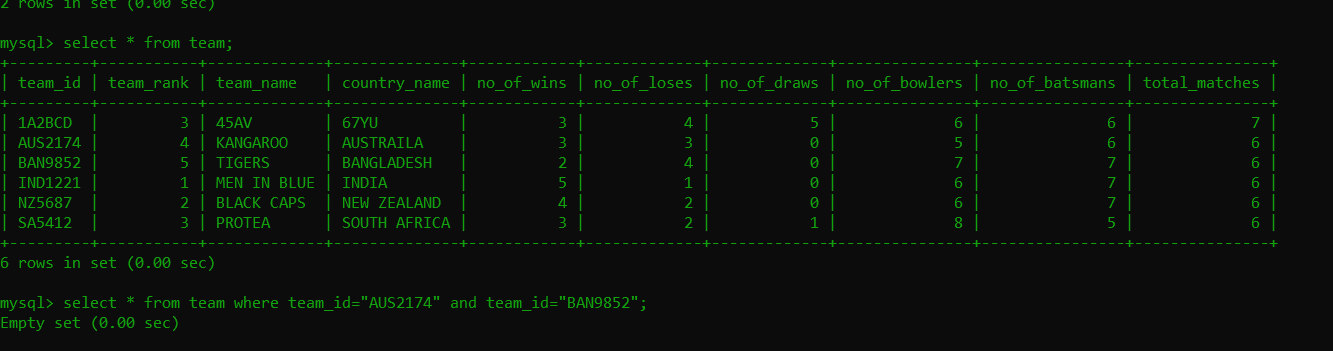 2 rows in set (0.00 sec)
mysql> select * from team;
+---------+-----------+-------------+--------------+------------+-------------+-------------+---------------+----------------+---------------+
| team_id | team_rank | team_name   | country_name | no_of_wins | no_of_loses | no_of_draws | no_of_bowlers | no_of_batsmans | total_matches |
+---------+-----------+-------------+--------------+------------+-------------+-------------+---------------+----------------+---------------+
| 1A2BCD  |         3 | 45AV        | 67YU         |          3 |           4 |           5 |             6 |              6 |             7 |
| AUS2174 |         4 | KANGAROO    | AUSTRAILA    |          3 |           3 |           0 |             5 |              6 |             6 |
| BAN9852 |         5 | TIGERS      | BANGLADESH   |          2 |           4 |           0 |             7 |              7 |             6 |
| IND1221 |         1 | MEN IN BLUE | INDIA        |          5 |           1 |           0 |             6 |              7 |             6 |
| NZ5687  |         2 | BLACK CAPS  | NEW ZEALAND  |          4 |           2 |           0 |             6 |              7 |             6 |
| SA5412  |         3 | PROTEA      | SOUTH AFRICA |          3 |           2 |           1 |             8 |              5 |             6 |
+---------+-----------+-------------+--------------+------------+-------------+-------------+---------------+----------------+---------------+
6 rows in set (0.00 sec)
mysql> select * from team where team_id="AUS2174" and team_id="BAN9852";
Empty set (0.00 sec)